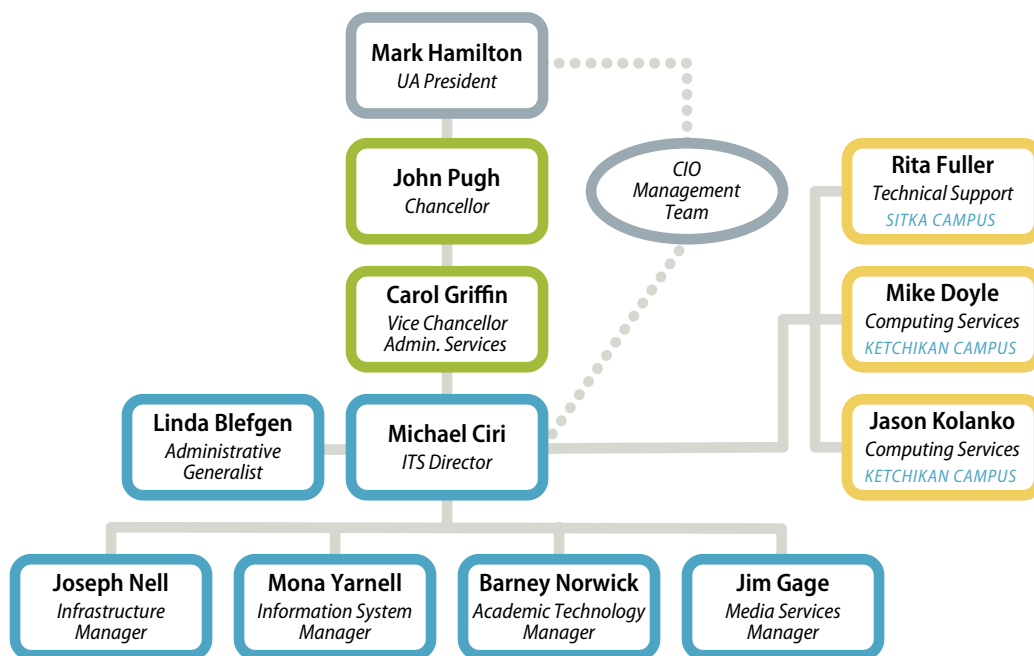 Mark Hamilton
UA President
John Pugh
Chancellor
CIO
Management
Team
Rita Fuller
Technical Support
SITKA CAMPUS
Carol Griffin
Vice Chancellor
Admin. Services
Mike Doyle
Computing Services
KETCHIKAN CAMPUS
Linda Blefgen
Administrative
Generalist
Michael Ciri
ITS Director
Jason Kolanko
Computing Services
KETCHIKAN CAMPUS
Joseph Nell
Infrastructure
Manager
Mona Yarnell
Information System
Manager
Barney Norwick
Academic Technology
Manager
Jim Gage
Media Services
Manager